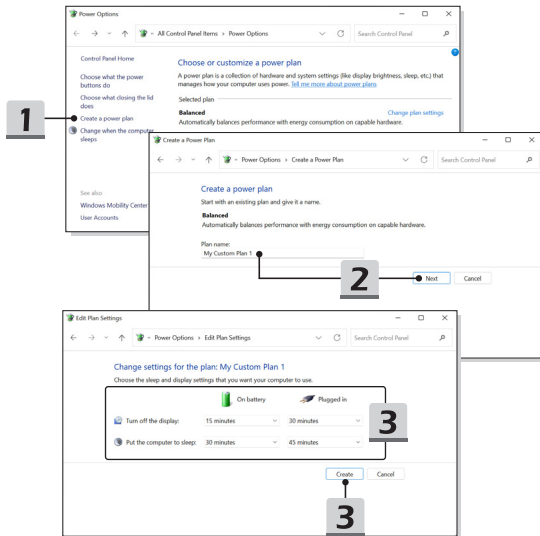 Power Options
All Control Panel Items > Power Options
Search Control Panel
Control Panel Home
Choose what the power
buttons do
Choose what closing the lid
does
Create a power plan
Change when the computer
sleeps
See also
Windows Mobility Center
User Accounts
Choose or customize a power plan
A power plan is a collection of hardware and system settings (like display brightness, sleep, etc.) that
manages how your computer uses power. Tell me more about power plans
Selected plan
Balanced
Change plan settings
Automatically balances performance with energy consumption on capable hardware.
1
Create a Power Plan
Power Options > Create a Power Plan
Search Control Panel
Create a power plan
Start with an existing plan and give it a name.
Balanced
Automatically balances performance with energy consumption on capable hardware.
Plan name:
My Custom Plan 1
2
Next
Cancel
Edit Plan Settings
Power Options > Edit Plan Settings
Search Control Panel
Change settings for the plan: My Custom Plan 1
Choose the sleep and display settings that you want your computer to use.
On battery
Plugged in
Turn off the display:
15 minutes
30 minutes
Put the computer to sleep:
30 minutes
45 minutes
3
Create
Cancel
3